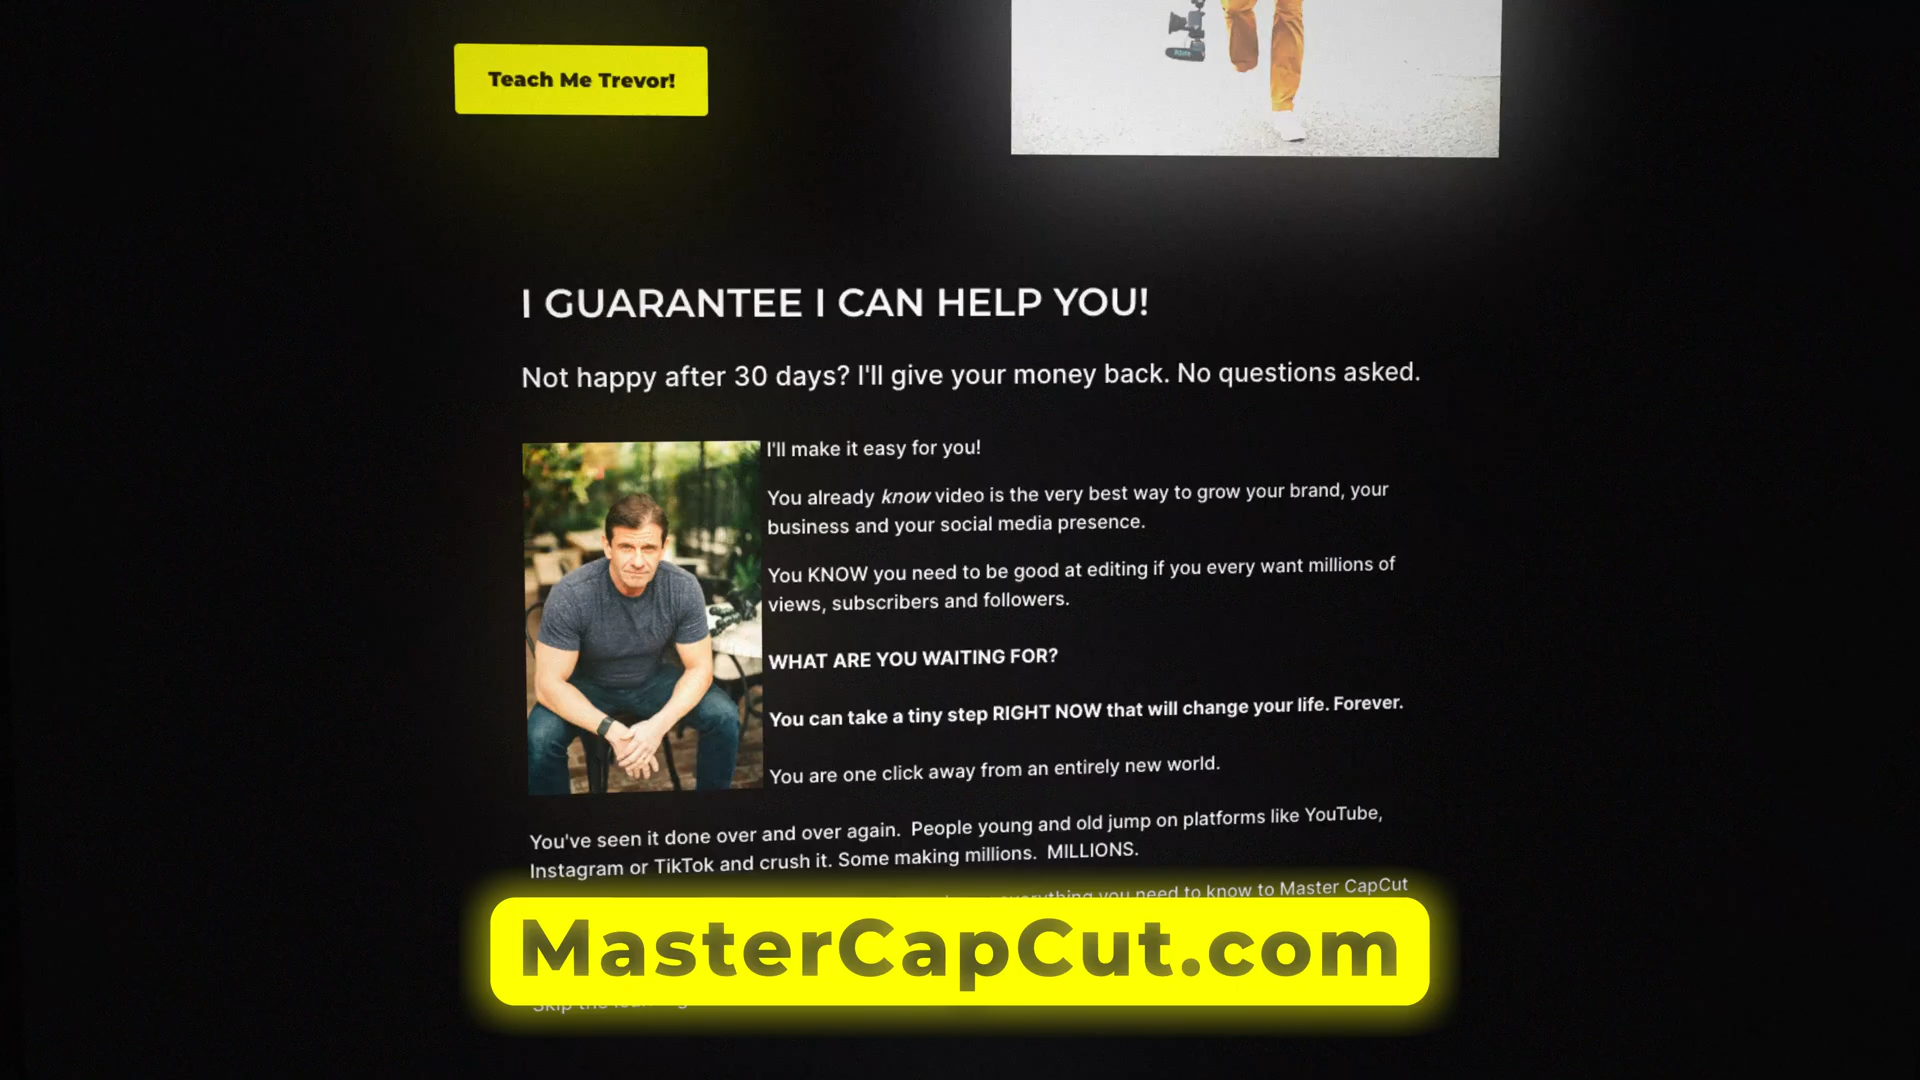 Teach Me Trevor!
I GUARANTEE I CAN HELP YOU!
Not happy after 30 days? I'll give your money back. No questions asked.
I'll make it easy for you!
You already know video is the very best way to grow your brand, your
business and your social media presence.
You KNOW you need to be good at editing if you every want millions of
views, subscribers and followers.
WHAT ARE YOU WAITING FOR?
You can take a tiny step RIGHT NOW that will change your life. Forever.
You are one click away from an entirely new world.
You've seen it done over and over again. People young and old jump on platforms like YouTube,
Instagram or TikTok and crush it. Some making millions. MILLIONS.
everything you need to know to Master CapCut
MasterCapCut.com
Skip the